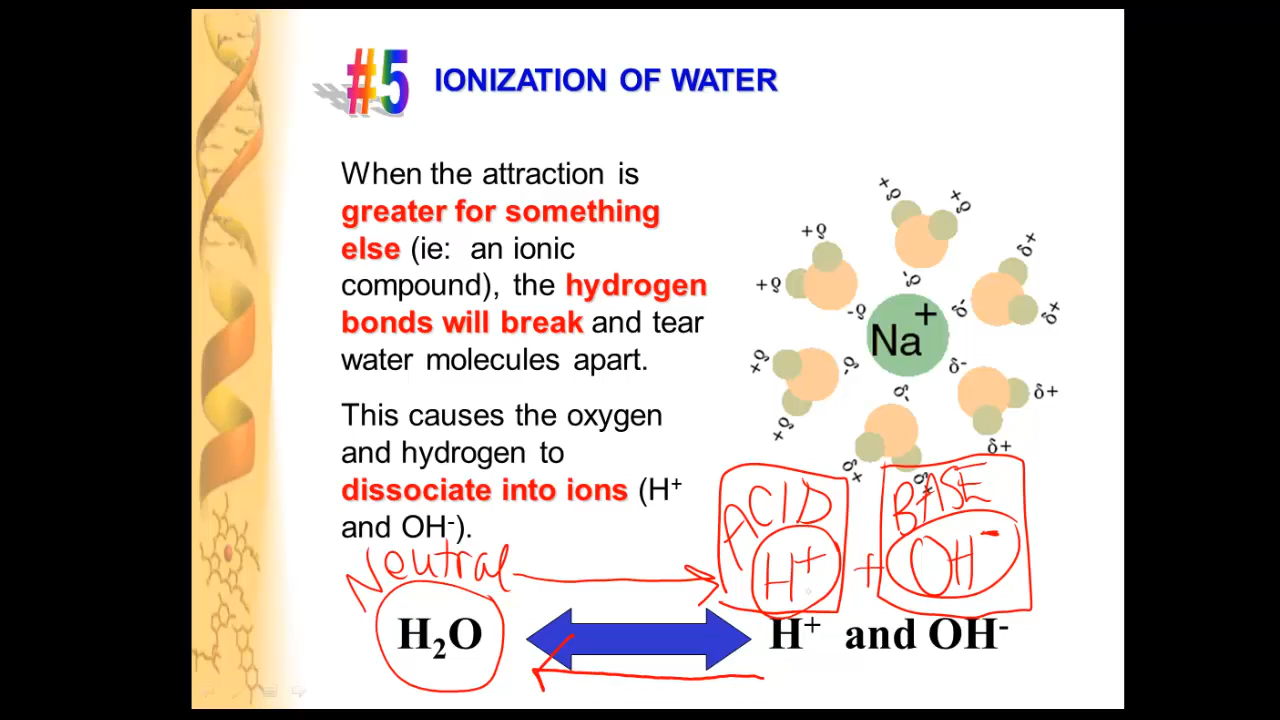 #5 IONIZATION OF WATER
When the attraction is
greater for something
else (ie: an ionic
compound), the hydrogen
bonds will break and tear
water molecules apart.
This causes the oxygen
and hydrogen to
dissociate into ions (H⁺
and OH⁻).
δ+ δ+
δ+ δ+
δ+ δ-
δ- δ- δ+
Na+
δ+ δ- δ- δ+
δ+ δ- δ+
δ+ δ+
ACID BASE
Neutral H+ + OH-
H₂O H⁺ and OH⁻